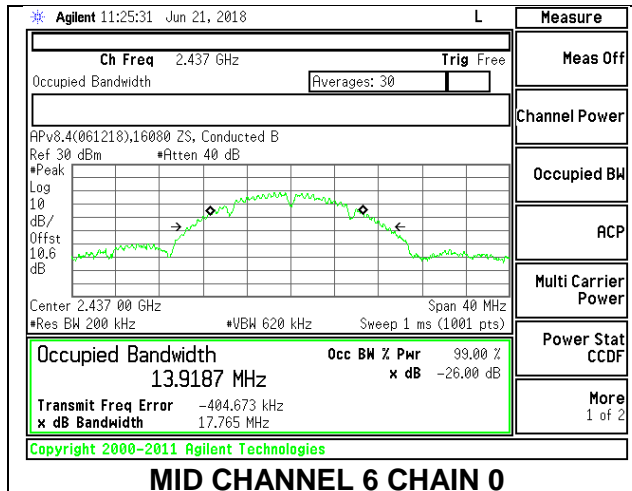 Agilent 11:25:31 Jun 21, 2018 L
Measure
Ch Freq 2.437 GHz Trig Free
Occupied Bandwidth Averages: 30
APv8.4(061218),16080 ZS, Conducted B
Ref 30 dBm #Atten 40 dB
#Peak
Log
10
dB/
Offst
10.6
dB
Center 2.437 00 GHz Span 40 MHz
#Res BW 200 kHz #VBW 620 kHz Sweep 1 ms (1001 pts)
Occupied Bandwidth Occ BW % Pwr 99.00 %
13.9187 MHz x dB -26.00 dB
Transmit Freq Error -404.673 kHz
x dB Bandwidth 17.765 MHz
Copyright 2000-2011 Agilent Technologies
Meas Off
Channel Power
Occupied BW
ACP
Multi Carrier
Power
Power Stat
CCDF
More
1 of 2
MID CHANNEL 6 CHAIN 0